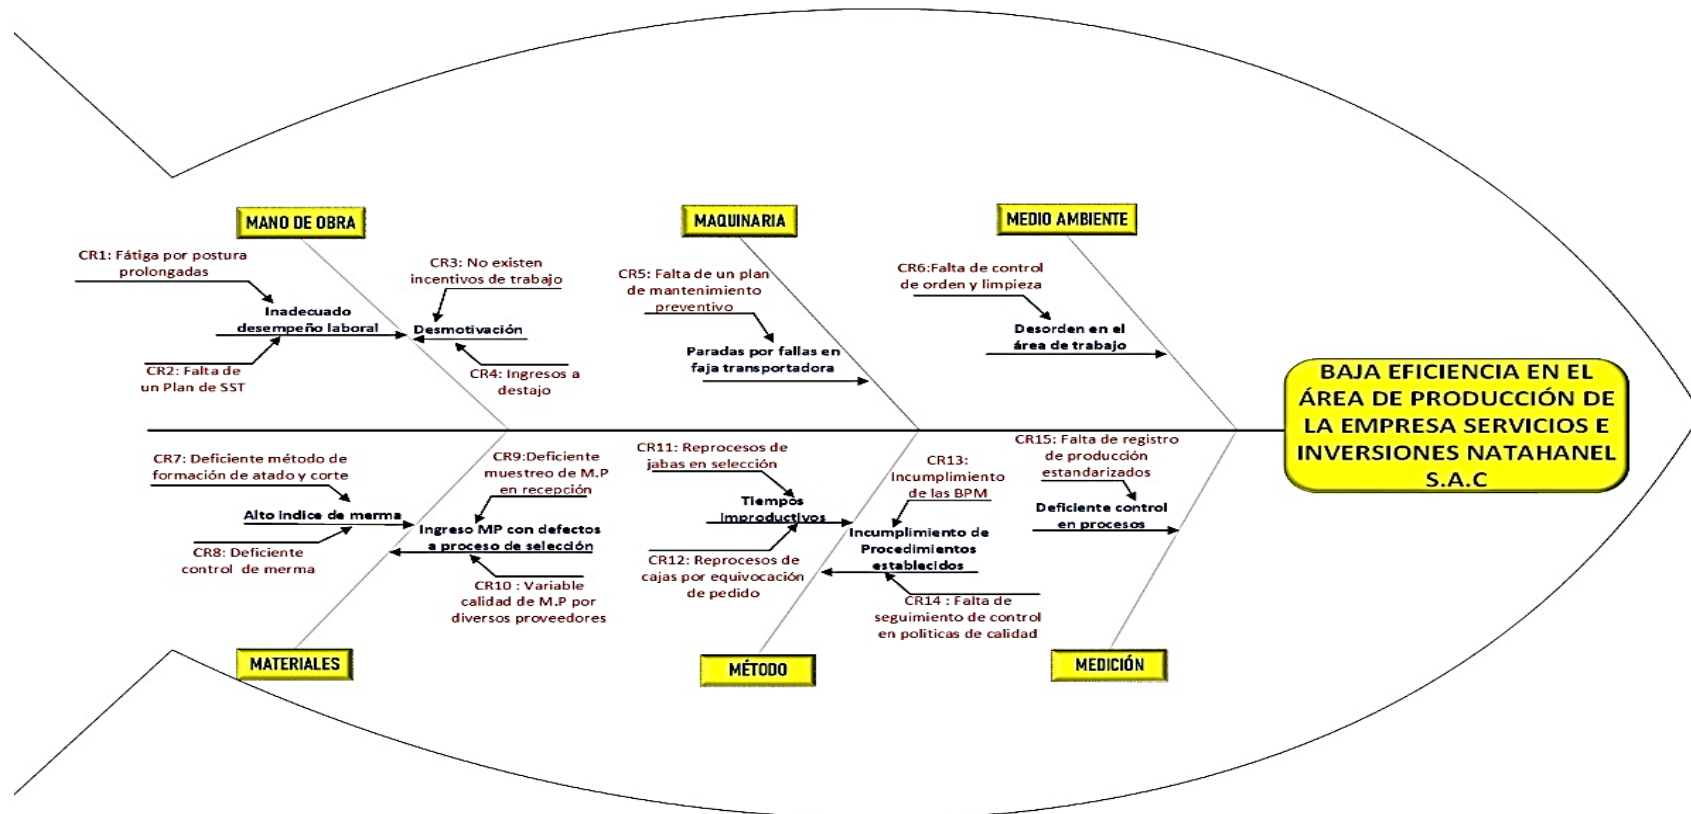 MANO DE OBRA
CR1: Fátiga por postura
prolongadas
Inadecuado
desempeño laboral
CR2: Falta de
un Plan de SST
CR3: No existen
incentivos de trabajo
Desmotivación
CR4: Ingresos a
destajo
MAQUINARIA
CR5: Falta de un plan
de mantenimiento
preventivo
Paradas por fallas en
faja transportadora
MEDIO AMBIENTE
CR6:Falta de control
de orden y limpieza
Desorden en el
área de trabajo
BAJA EFICIENCIA EN EL
ÁREA DE PRODUCCIÓN DE
LA EMPRESA SERVICIOS E
INVERSIONES NATAHANEL
S.A.C
CR7: Deficiente método de
formación de atado y corte
Alto indice de merma
CR8: Deficiente
control de merma
CR9:Deficiente
muestreo de M.P
en recepción
Ingreso MP con defectos
a proceso de selección
CR10 : Variable
calidad de M.P por
diversos proveedores
MATERIALES
CR11: Reprocesos de
jabas en selección
Tiempos
improductivos
CR12: Reprocesos de
cajas por equivocación
de pedido
CR13:
Incumplimiento
de las BPM
Incumplimiento de
Procedimientos
establecidos
CR14 : Falta de
seguimiento de control
en politicas de calidad
MÉTODO
CR15: Falta de registro
de producción
estandarizados
Deficiente control
en procesos
MEDICIÓN